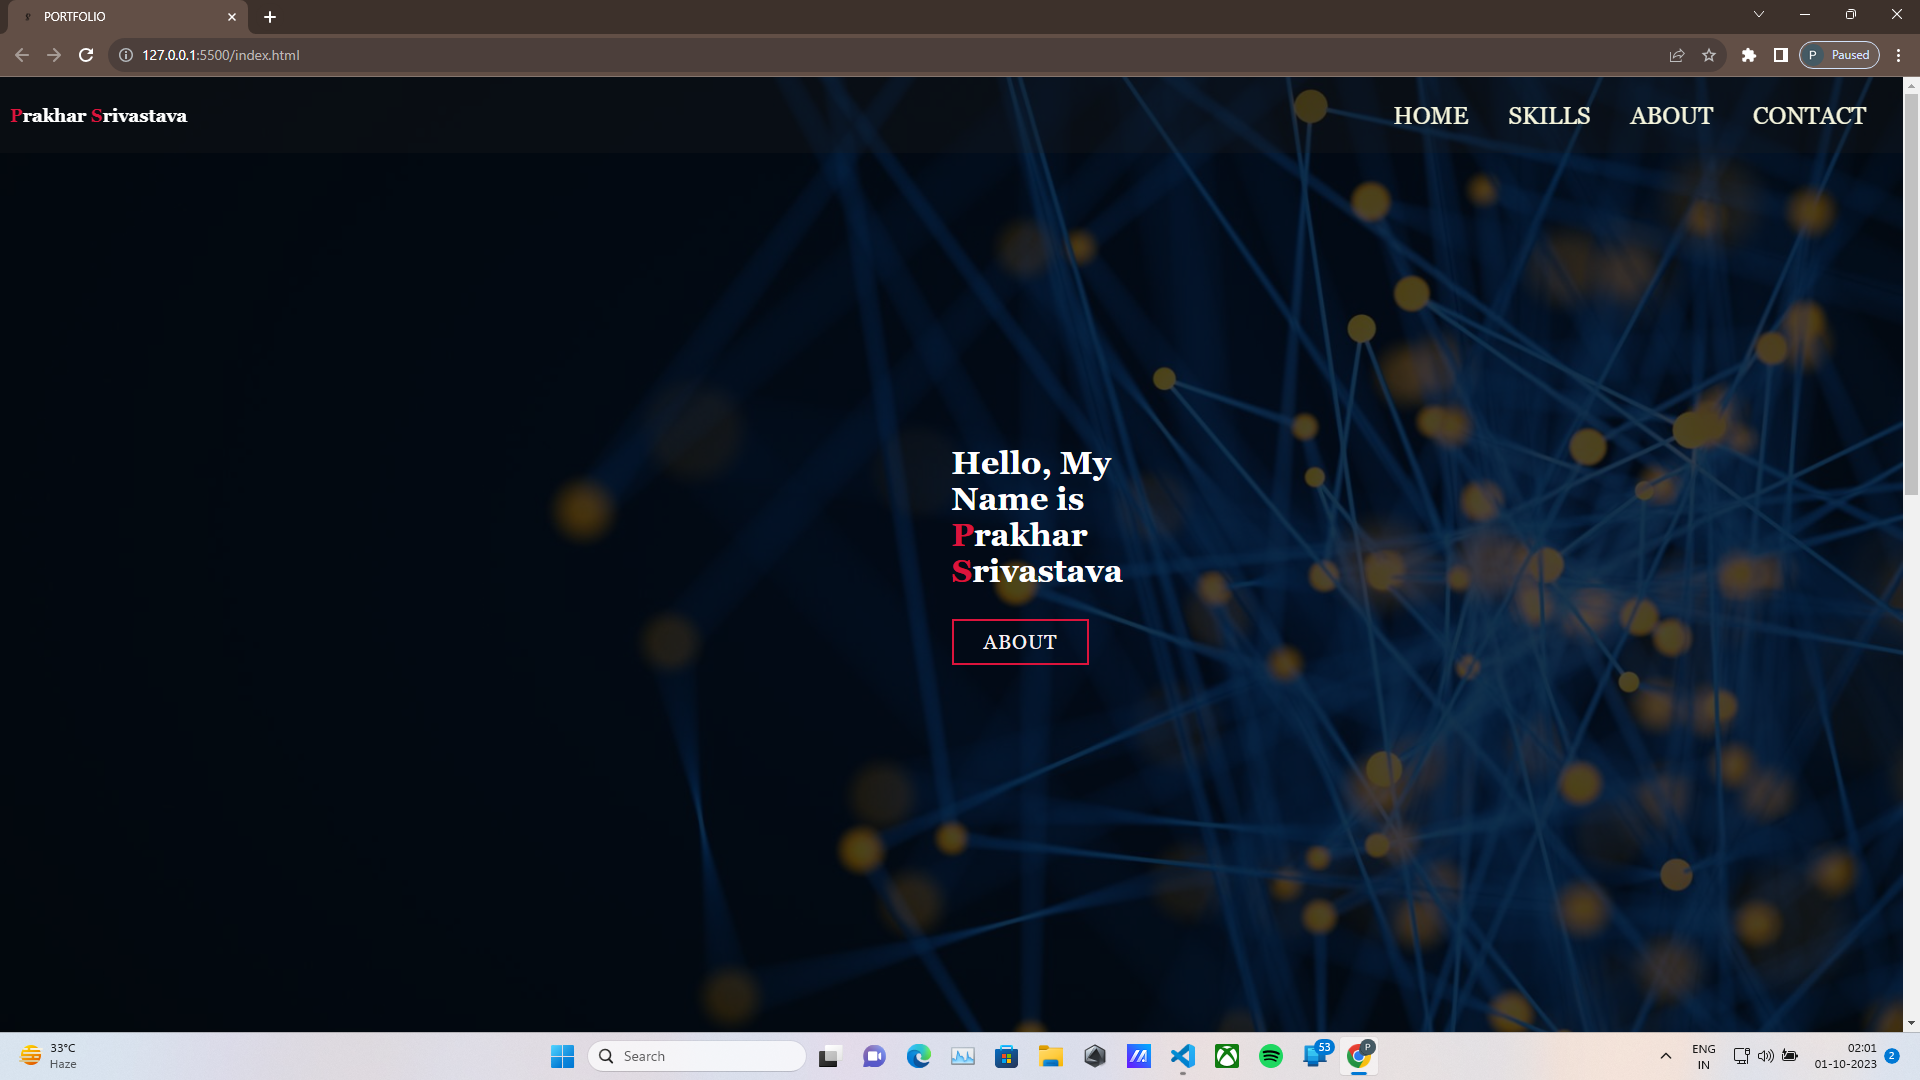 PORTFOLIO
127.0.0.1:5500/index.html
P
Paused
Prakhar Srivastava
HOME
SKILLS
ABOUT
CONTACT
Hello, My
Name is
Prakhar
Srivastava
ABOUT
33°C
Haze
Search
53
P
ENG
IN
02:01
01-10-2023
2